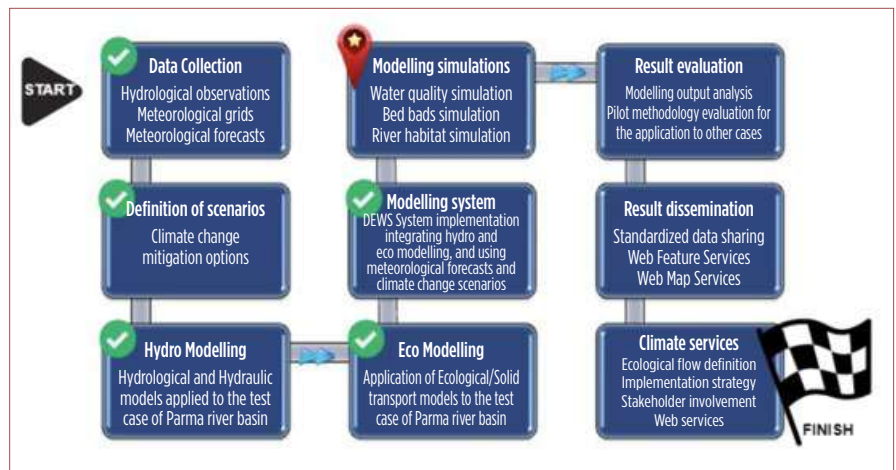 START
Data Collection
Hydrological observations
Meteorological grids
Meteorological forecasts
Definition of scenarios
Climate change
mitigation options
Hydro Modelling
Hydrological and Hydraulic
models applied to the test
case of Parma river basin
Eco Modelling
Application of Ecological/Solid
transport models to the test
case of Parma river basin
Modelling system
DEWS System implementation
integrating hydro and
eco modelling, and using
meteorological forecasts and
climate change scenarios
Modelling simulations
Water quality simulation
Bed bads simulation
River habitat simulation
Result evaluation
Modelling output analysis
Pilot methodology evaluation for
the application to other cases
Result dissemination
Standardized data sharing
Web Feature Services
Web Map Services
Climate services
Ecological flow definition
Implementation strategy
Stakeholder involvement
Web services
FINISH